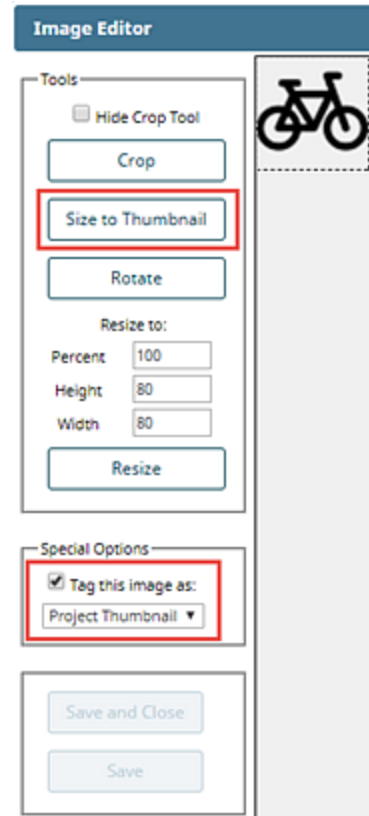 Image Editor
Tools
Hide Crop Tool
Crop
Size to Thumbnail
Rotate
Resize to:
Percent 100
Height 80
Width 80
Resize
Special Options
Tag this image as:
Project Thumbnail
Save and Close
Save